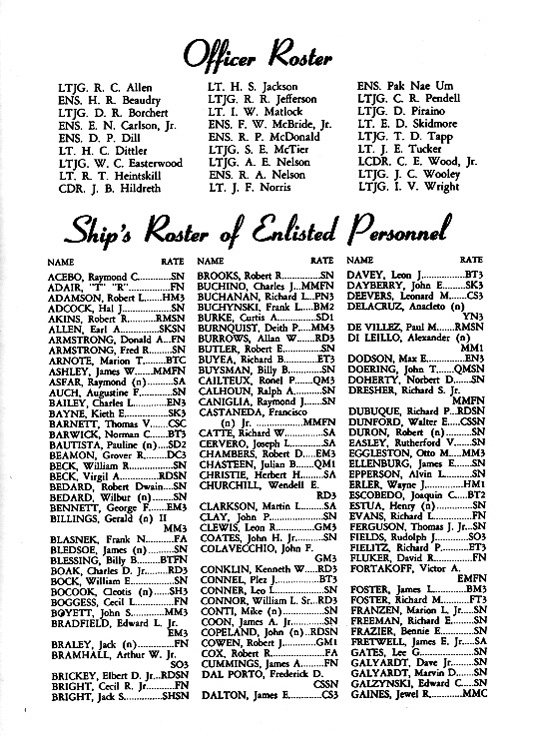 Officer Roster
LTJG. R. C. Allen
ENS. H. R. Beaudry
LTJG. D. R. Borchert
ENS. E. N. Carlson, Jr.
ENS. D. P. Dill
LT. H. C. Dittler
LTJG. W. C. Easterwood
LT. R. T. Heintskill
CDR. J. B. Hildreth
LT. H. S. Jackson
LTJG. R. R. Jefferson
LT. I. W. Matlock
ENS. F. W. McBride, Jr.
ENS. R. P. McDonald
LTJG. S. E. McTier
LTJG. A. E. Nelson
ENS. R. A. Nelson
LT. J. F. Norris
ENS. Pak Nae Um
LTJG. C. R. Pendell
LTJG. D. Piraino
LT. E. D. Skidmore
LTJG. T. D. Tapp
LT. J. E. Tucker
LCDR. C. E. Wood, Jr.
LTJG. J. C. Wooley
LTJG. I. V. Wright
Ship's Roster of Enlisted Personnel
NAME RATE
ACEBO, Raymond C.............SN
ADAIR, "T" "R"...............FN
ADAMSON, Robert L.......HM3
ADCOCK, Hal J..................SN
AKINS, Robert R.........RMSN
ALLEN, Earl A............SKSN
ARMSTRONG, Donald A...FN
ARMSTRONG, Fred R........SN
ARNOTE, Marion T.........BTC
ASHLEY, James W.......MMFN
ASFAR, Raymond (n).........SA
AUCH, Augustine F............SN
BAILEY, Charles L...........EN3
BAYNE, Kieth E..............SK3
BARNETT, Thomas V......CSC
BARWICK, Norman C......BT3
BAUTISTA, Pauline (n)....SD2
BEAMON, Grover R........DC3
BECK, William R...............SN
BECK, Virgil A............RDSN
BEDARD, Robert Dwain....SN
BEDARD, Wilbur (n)........SN
BENNETT, George F.......EM3
BILLINGS, Gerald (n) II
MM3
BLASNEK, Frank N...........FA
BLEDSOE, James (n)..........SN
BLESSING, Billy B........BTFN
BOAK, Charles D. Jr.......RD3
BOCK, William E..............SN
BOCOOK, Cleotis (n).......SH3
BOGGESS, Cecil L.............FN
BOYETT, John S............MM3
BRADFIELD, Edward L. Jr.
EM3
BRALEY, Jack (n).............FN
BRAMHALL, Arthur W. Jr.
SO3
BRICKEY, Elbert D. Jr...RDSN
BRIGHT, Cecil R. Jr...........FN
BRIGHT, Jack S............SHSN
NAME RATE
BROOKS, Robert R............SN
BUCHINO, Charles J...MMFN
BUCHANAN, Richard L...PN3
BUCHYNSKI, Frank L.....BM2
BURKE, Curtis A............SD1
BURNQUIST, Deith P...MM3
BURROWS, Allan W.......RD3
BUTLER, Robert E...........SN
BUYEA, Richard B..........ET3
BUYSMAN, Billy B...........SN
CAILTEUX, Ronel P......QM3
CALHOUN, Ralph A.........SN
CANIGLIA, Raymond J......SN
CASTANEDA, Francisco
(n) Jr. .................MMFN
CATTE, Richard W............SA
CERVERO, Joseph L..........SA
CHAMBERS, Robert D....EM3
CHASTEEN, Julian B......QM1
CHRISTIE, Herbert H........SA
CHURCHILL, Wendell E.
RD3
CLARKSON, Martin L.......SA
CLAY, John P..................SN
CLEWIS, Leon R...........GM3
COATES, John H. Jr.........SN
COLAVECCHIO, John F.
GM3
CONKLIN, Kenneth W....RD3
CONNEL, Plez J.............BT3
CONNER, Leo L...............SN
CONNOR, William L. Sr...RD3
CONTI, Mike (n)..............SN
COON, James A. Jr...........SN
COPELAND, John (n)..RDSN
COWEN, Robert J..........GM1
COX, Robert R................FA
CUMMINGS, James A.......FN
DAL PORTO, Frederick D.
CSSN
DALTON, James E..........CS3
NAME RATE
DAVEY, Leon J..............BT3
DAYBERRY, John E........SK3
DEEVERS, Leonard M......CS3
DELACRUZ, Anacleto (n)
YN3
DE VILLEZ, Paul M.....RMSN
DI LEILLO, Alexander (n)
MM1
DODSON, Max E............EN3
DOERING, John T........QMSN
DOHERTY, Norbert D......SN
DRESHER, Richard S. Jr.
MMFN
DUBUQUE, Richard P...RDSN
DUNFORD, Walter E....CSSN
DURON, Robert (n).........SN
EASLEY, Rutherford V......SN
EGGLESTON, Otto M....MM3
ELLENBURG, James E.......SN
EPPERSON, Alvin L..........SN
ERLER, Wayne J............HM1
ESCOBEDO, Joaquin C.....BT2
ESTUA, Henry (n)............SN
EVANS, Richard L............FN
FERGUSON, Thomas J. Jr...SN
FIELDS, Rudolph J..........SO3
FIELITZ, Richard P.........ET3
FLUKER, David R............FN
FORTAKOFF, Victor A.
EMFN
FOSTER, James L...........BM3
FOSTER, Richard M.........FT3
FRANZEN, Marion L. Jr....SN
FREEMAN, Richard E.......SN
FRAZIER, Bennie E...........SN
FRETWELL, James E. Jr....SA
GATES, Lee G.................SN
GALYARDT, Dave Jr........SN
GALYARDT, Marvin D......SN
GALZYNSKI, Edward C....SN
GAINES, Jewel R..........MMC